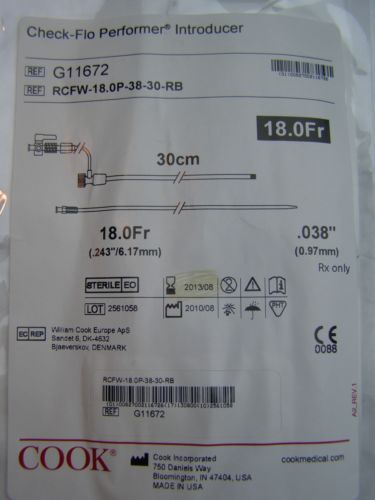 Check-Flo Performer® Introducer
REF G11672
REF RCFW-18.0P-38-30-RB
18.0Fr
30cm
18.0Fr
(.243"/6.17mm)
.038"
(0.97mm)
Rx only
STERILE EO
2013/08
LOT 2561058
2010/08
PHT
EC REP William Cook Europe ApS
Sandet 6, DK-4632
Bjaeverskov, DENMARK
CE
0088
RCFW-18.0P-38-30-RB
REF G11672
A2_REV.1
COOK®
Cook Incorporated
750 Daniels Way
Bloomington, IN 47404, USA
MADE IN USA
cookmedical.com